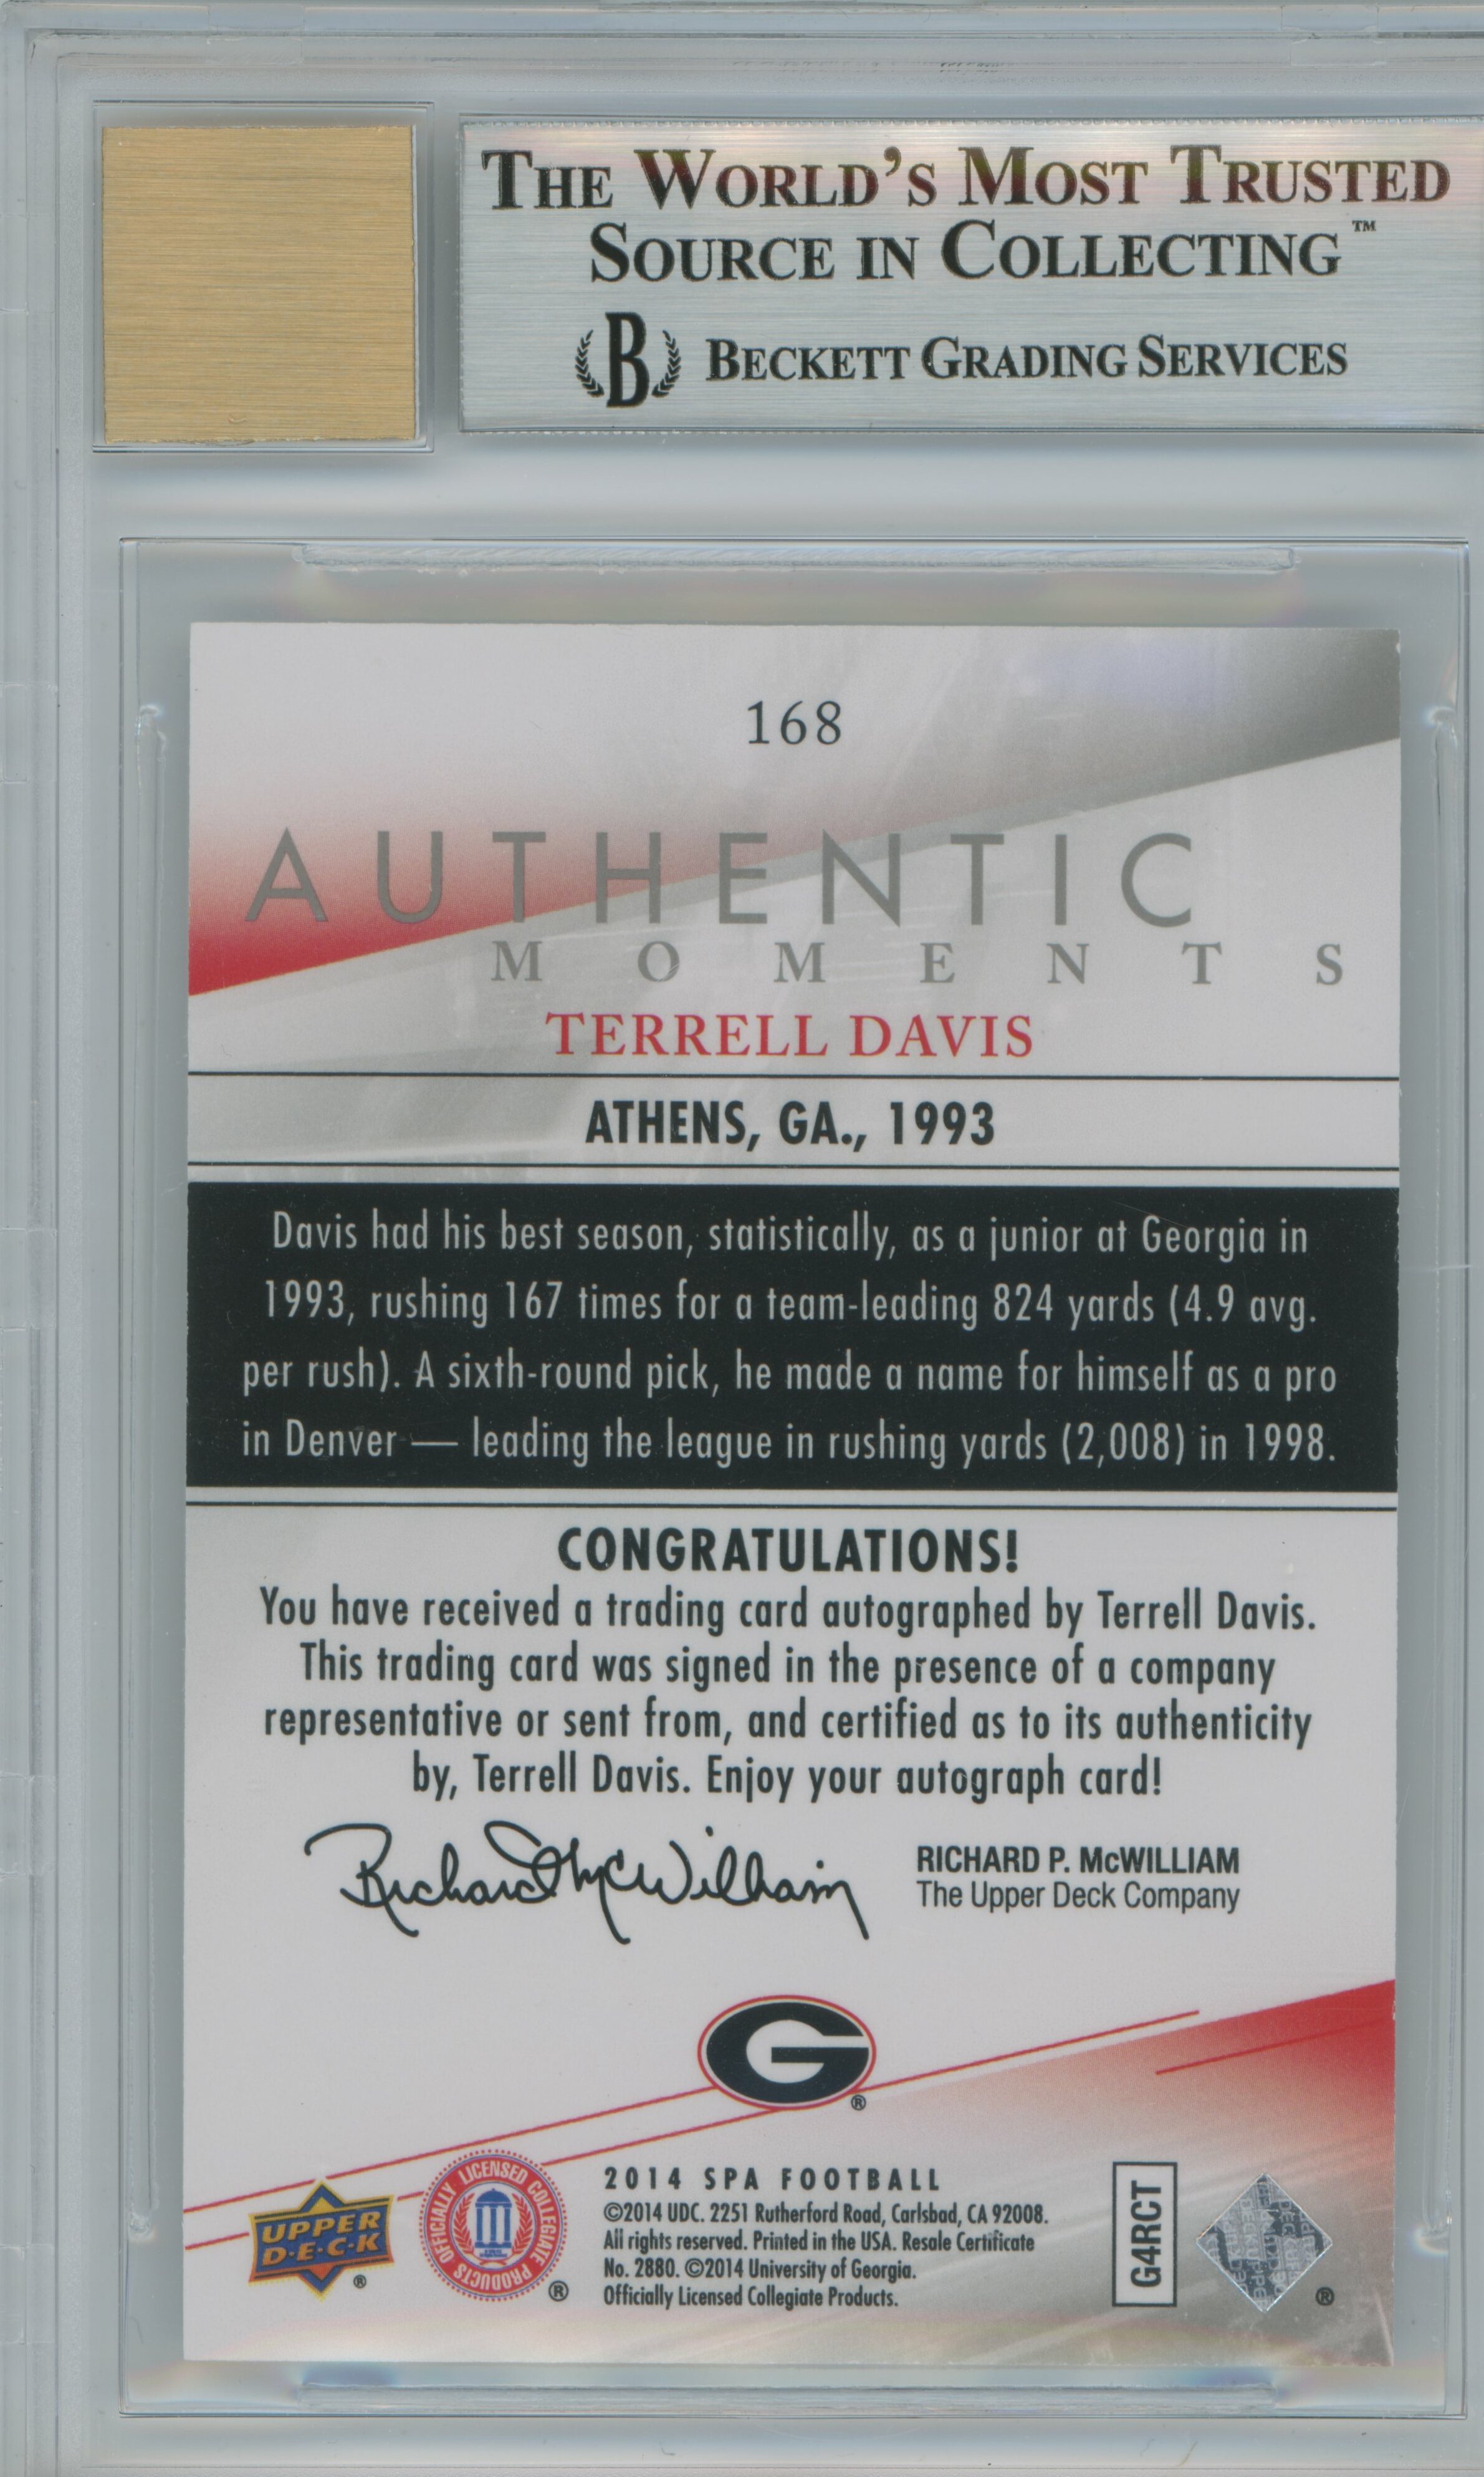 THE WORLD'S MOST TRUSTED
SOURCE IN COLLECTING™
B BECKETT GRADING SERVICES
168
AUTHENTIC
MOMENTS
TERRELL DAVIS
ATHENS, GA., 1993
Davis had his best season, statistically, as a junior at Georgia in
1993, rushing 167 times for a team-leading 824 yards (4.9 avg.
per rush). A sixth-round pick, he made a name for himself as a pro
in Denver — leading the league in rushing yards (2,008) in 1998.
CONGRATULATIONS!
You have received a trading card autographed by Terrell Davis.
This trading card was signed in the presence of a company
representative or sent from, and certified as to its authenticity
by, Terrell Davis. Enjoy your autograph card!
Richard McWilliam
RICHARD P. McWILLIAM
The Upper Deck Company
G®
UPPER
D·E·C·K®
OFFICIALLY LICENSED COLLEGIATE PRODUCTS®
2014 SPA FOOTBALL
©2014 UDC. 2251 Rutherford Road, Carlsbad, CA 92008.
All rights reserved. Printed in the USA. Resale Certificate
No. 2880. ©2014 University of Georgia.
Officially Licensed Collegiate Products.
G4RCT
®